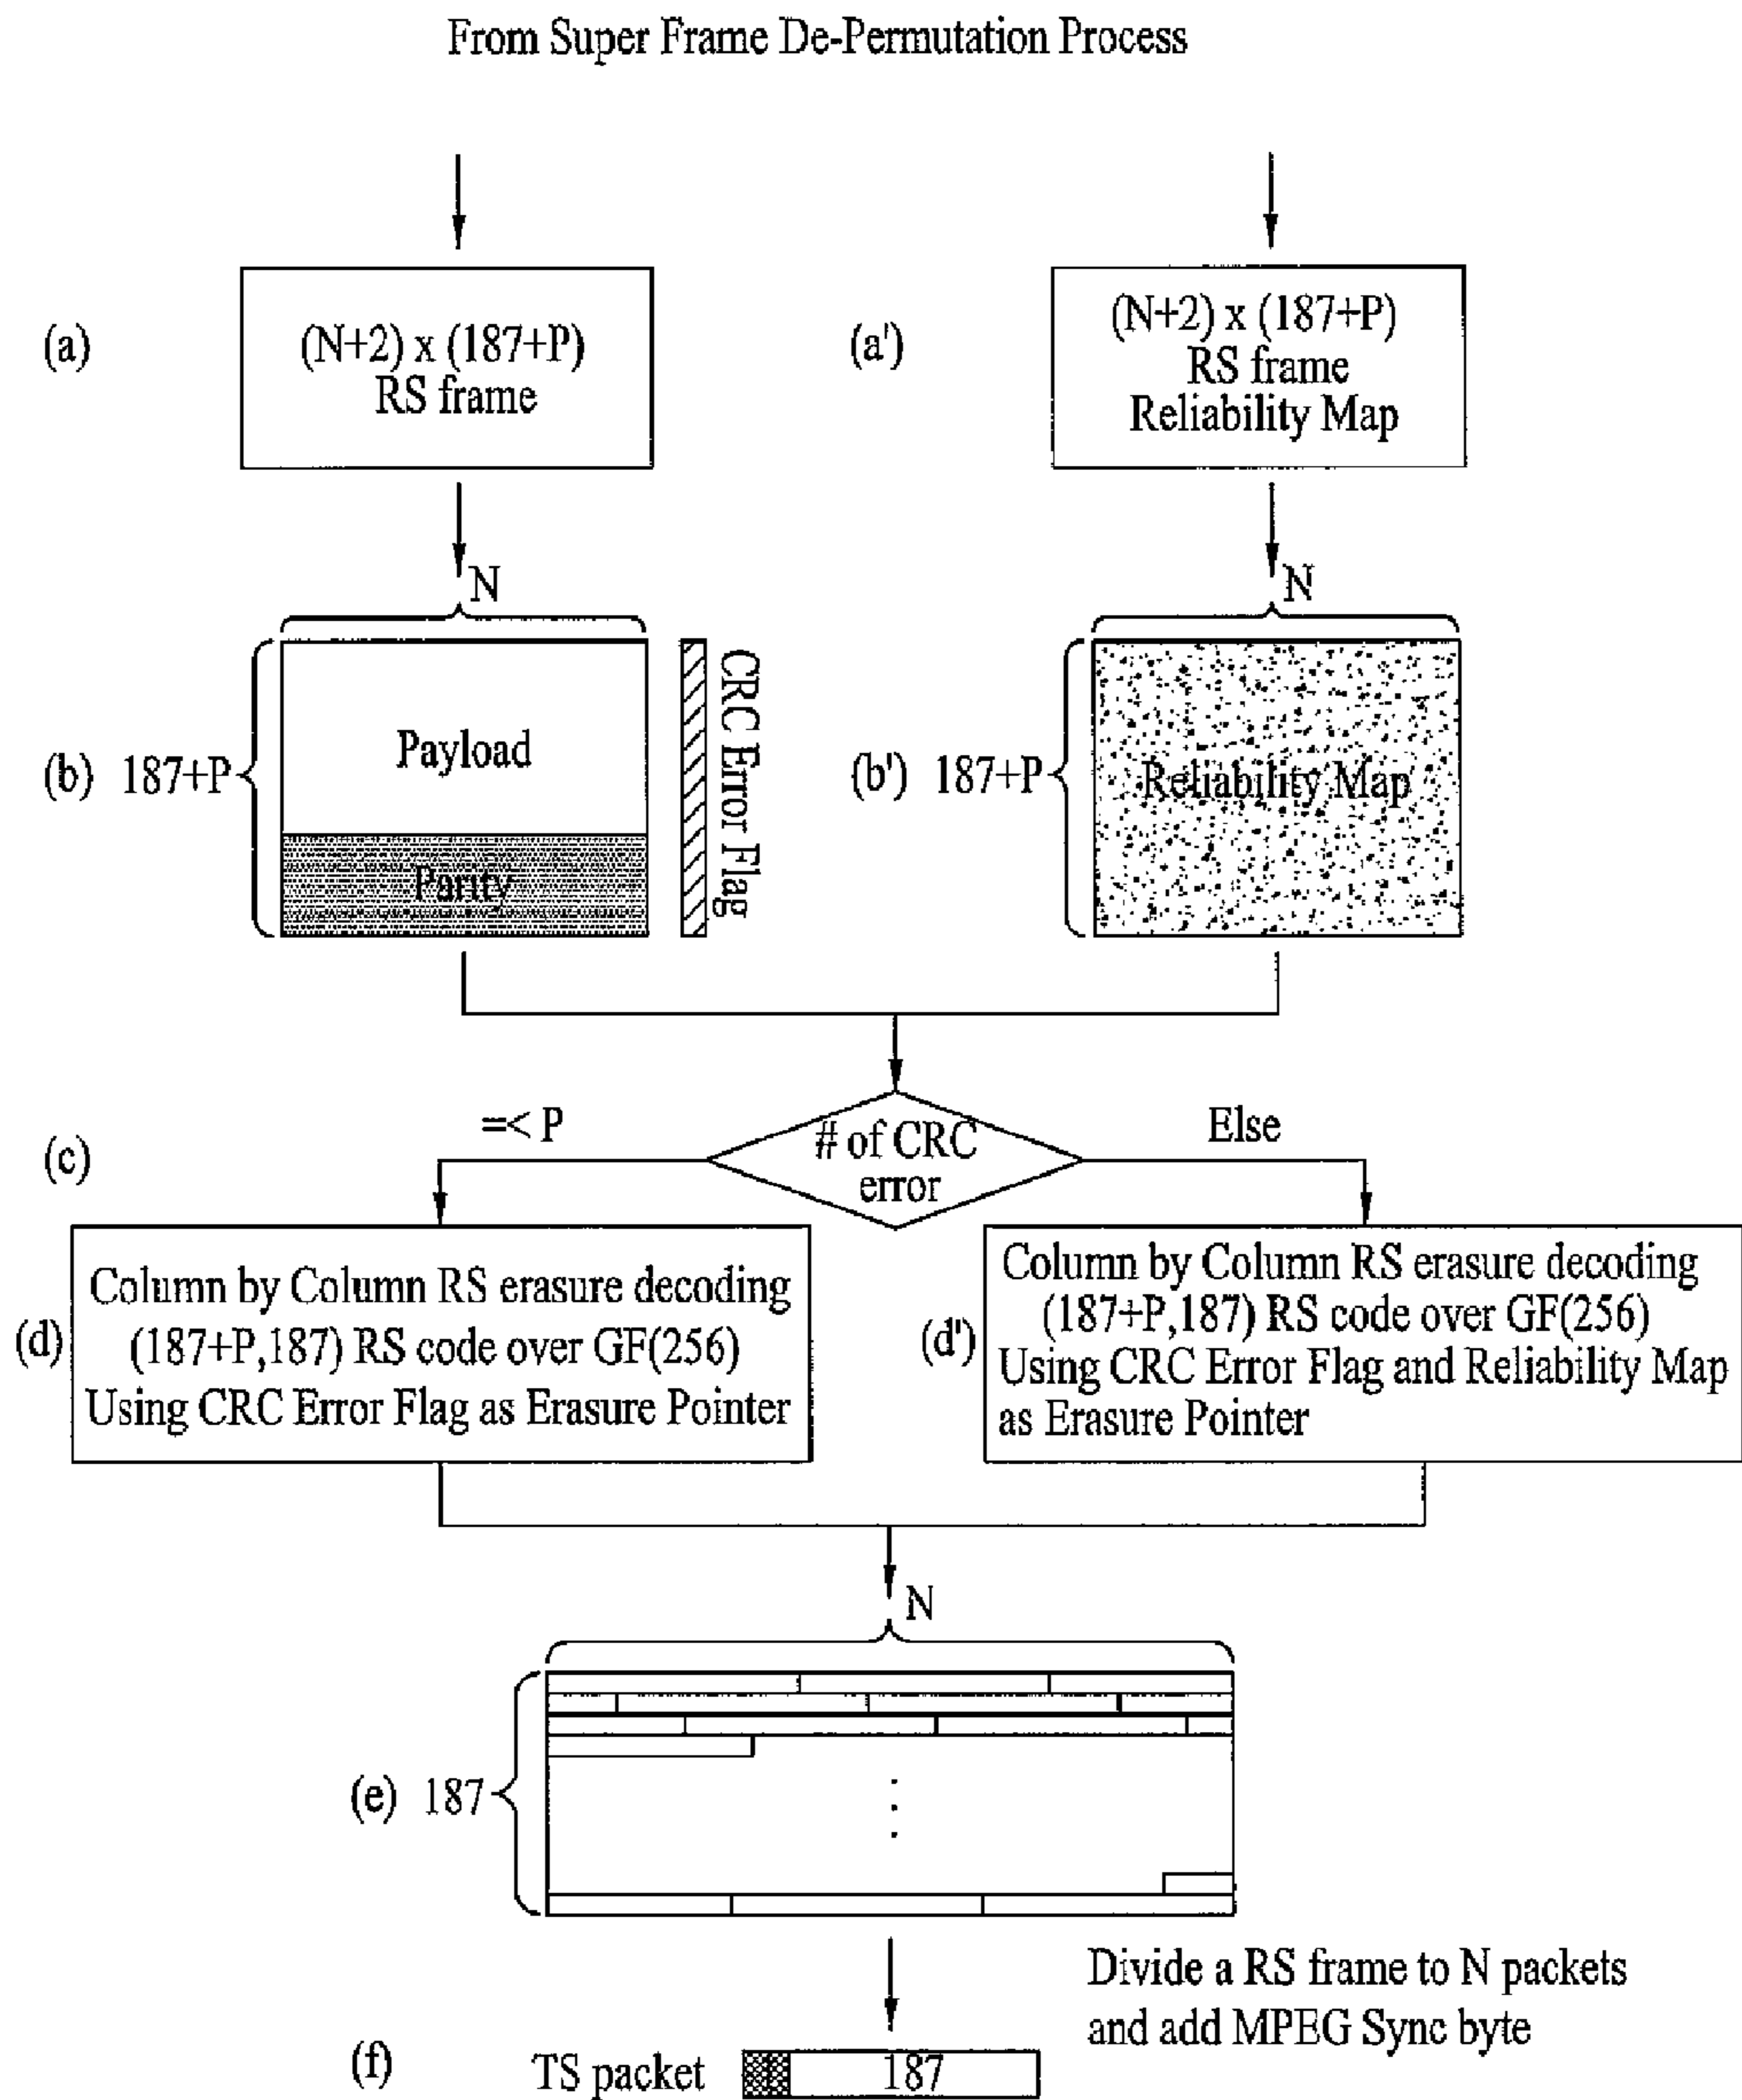 From Super Frame De-Permutation Process
(a)
(N+2) x (187+P)
RS frame
(a')
(N+2) x (187+P)
RS frame
Reliability Map
N
N
(b) 187+P
Payload
Parity
CRC Error Flag
(b') 187+P
Reliability Map
(c)
=< P
# of CRC
error
Else
(d)
Column by Column RS erasure decoding
(187+P,187) RS code over GF(256)
Using CRC Error Flag as Erasure Pointer
(d')
Column by Column RS erasure decoding
(187+P,187) RS code over GF(256)
Using CRC Error Flag and Reliability Map
as Erasure Pointer
N
(e) 187
Divide a RS frame to N packets
and add MPEG Sync byte
(f)
TS packet
187